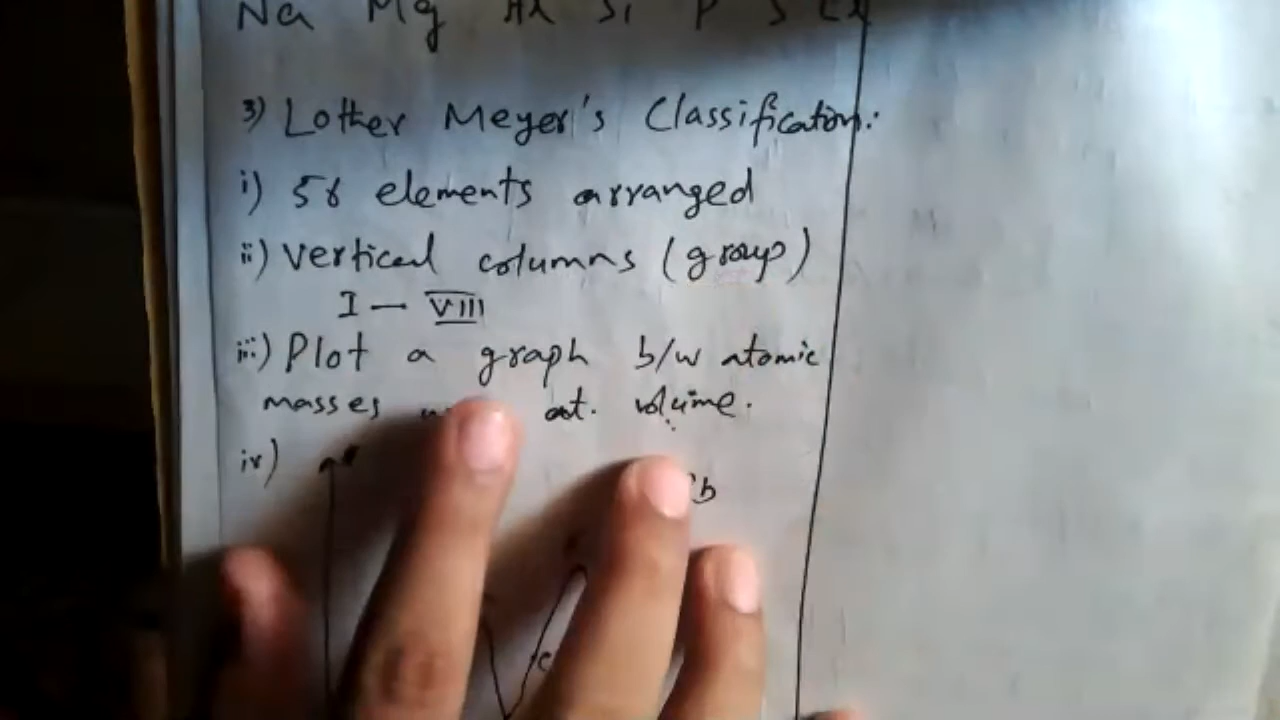 Na Mg Al Si P S Cl
3) Lother Meyer's Classification:
i) 56 elements arranged
ii) vertical columns (group)
I — VIII
iii) Plot a graph b/w atomic
masses at. volume.
iv)
b